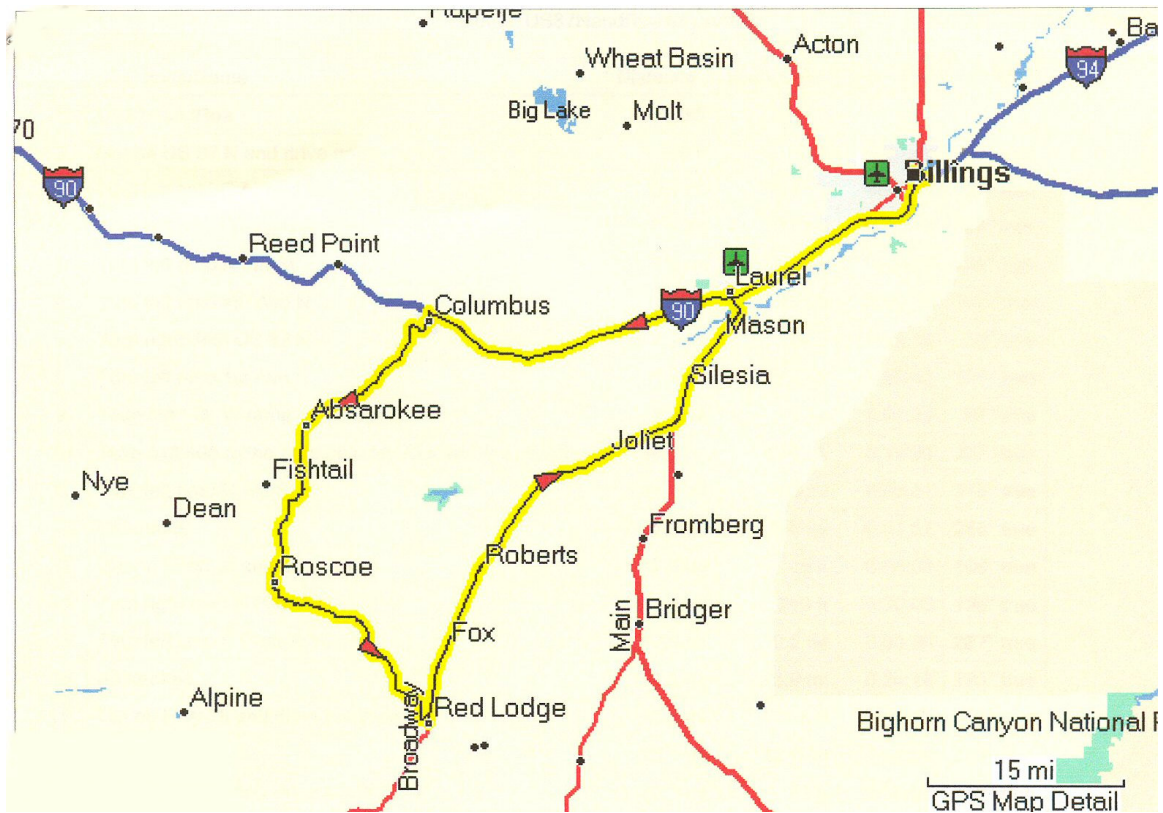 Rapelje
Acton
Ba
Wheat Basin
94
Big Lake
Molt
70
Billings
90
Reed Point
Laurel
Columbus
90
Mason
Silesia
Absarokee
Joliet
Fishtail
Nye
Dean
Fromberg
Roberts
Roscoe
Bridger
Main
Fox
Alpine
Broadway
Red Lodge
Bighorn Canyon National P
15 mi
GPS Map Detail